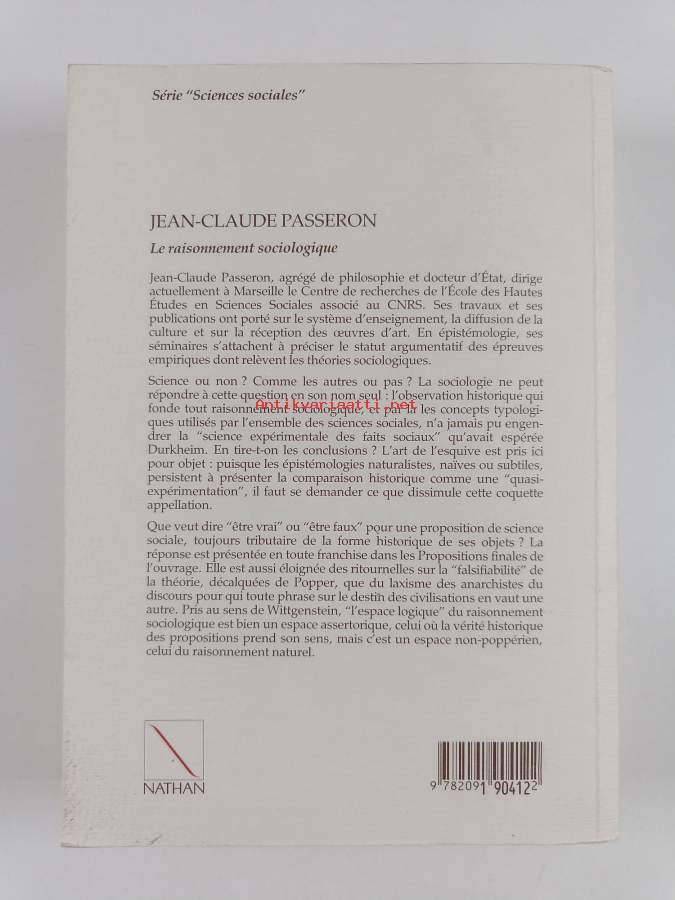 Série “Sciences sociales”
JEAN-CLAUDE PASSERON
Le raisonnement sociologique
Jean-Claude Passeron, agrégé de philosophie et docteur d’État, dirige
actuellement à Marseille le Centre de recherches de l’École des Hautes
Études en Sciences Sociales associé au CNRS. Ses travaux et ses
publications ont porté sur le système d’enseignement, la diffusion de la
culture et sur la réception des œuvres d’art. En épistémologie, ses
séminaires s’attachent à préciser le statut argumentatif des épreuves
empiriques dont relèvent les théories sociologiques.
Science ou non ? Comme les autres ou pas ? La sociologie ne peut
répondre à cette question en son nom seul : l’observation historique qui
antikvariaatti.net
fonde tout raisonnement sociologique, et par là les concepts typologi-
ques utilisés par l’ensemble des sciences sociales, n’a jamais pu engen-
drer la “science expérimentale des faits sociaux” qu’avait espérée
Durkheim. En tire-t-on les conclusions ? L’art de l’esquive est pris ici
pour objet : puisque les épistémologies naturalistes, naïves ou subtiles,
persistent à présenter la comparaison historique comme une “quasi-
expérimentation”, il faut se demander ce que dissimule cette coquette
appellation.
Que veut dire “être vrai” ou “être faux” pour une proposition de science
sociale, toujours tributaire de la forme historique de ses objets ? La
réponse est présentée en toute franchise dans les Propositions finales de
l’ouvrage. Elle est aussi éloignée des ritournelles sur la “falsifiabilité” de
la théorie, décalquées de Popper, que du laxisme des anarchistes du
discours pour qui toute phrase sur le destin des civilisations en vaut une
autre. Pris au sens de Wittgenstein, “l’espace logique” du raisonnement
sociologique est bien un espace assertorique, celui où la vérité historique
des propositions prend son sens, mais c’est un espace non-poppérien,
celui du raisonnement naturel.
NATHAN
9 782091 904122